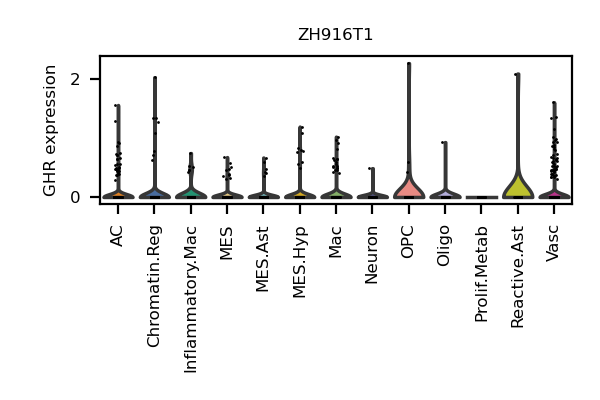 ZH916T1
GHR expression
2
0
AC
Chromatin.Reg
Inflammatory.Mac
MES
MES.Ast
MES.Hyp
Mac
Neuron
OPC
Oligo
Prolif.Metab
Reactive.Ast
Vasc